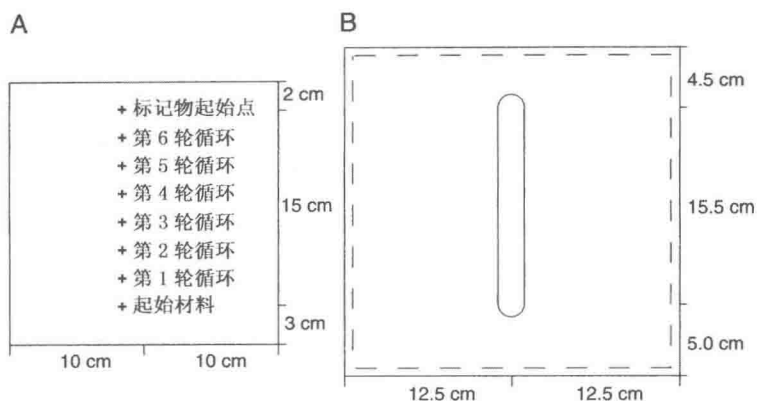 A
2 cm
+ 标记物起始点
+ 第 6 轮循环
+ 第 5 轮循环
+ 第 4 轮循环
+ 第 3 轮循环
+ 第 2 轮循环
+ 第 1 轮循环
+ 起始材料
15 cm
3 cm
10 cm
10 cm
B
4.5 cm
15.5 cm
5.0 cm
12.5 cm
12.5 cm